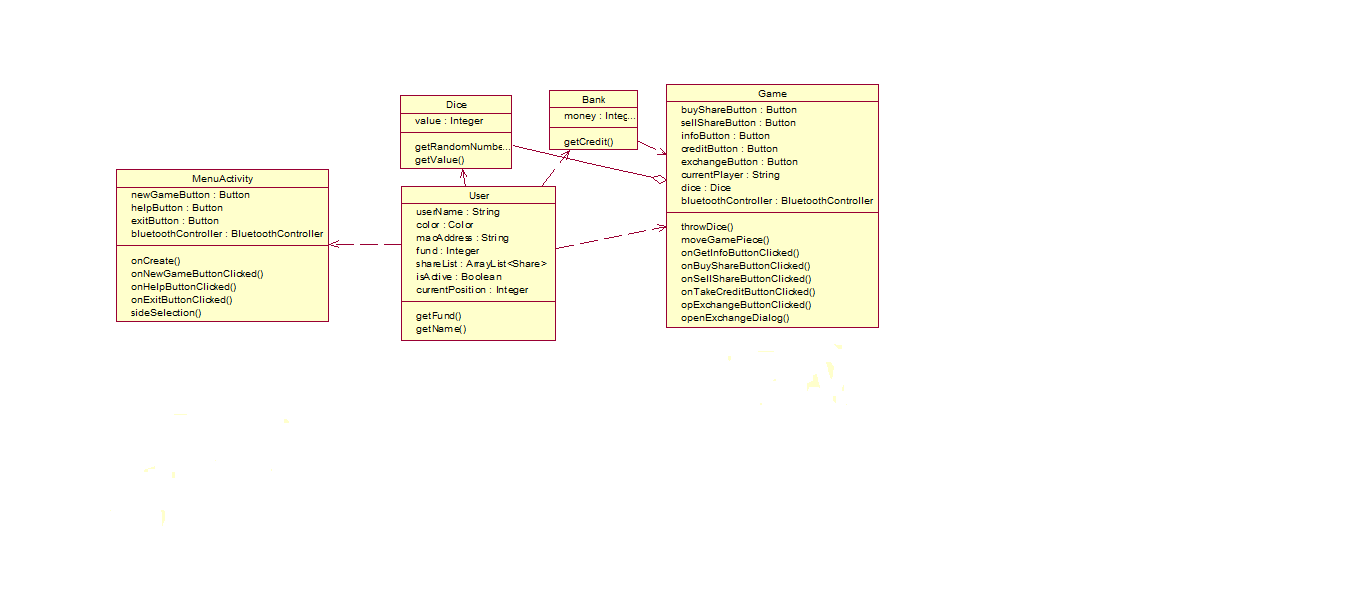 Dice
value : Integer
getRandomNumbe...
getValue()
Bank
money : Integ...
getCredit()
Game
buyShareButton : Button
sellShareButton : Button
infoButton : Button
creditButton : Button
exchangeButton : Button
currentPlayer : String
dice : Dice
bluetoothController : BluetoothController
throwDice()
moveGamePiece()
onGetInfoButtonClicked()
onBuyShareButtonClicked()
onSellShareButtonClicked()
onTakeCreditButtonClicked()
opExchangeButtonClicked()
openExchangeDialog()
MenuActivity
newGameButton : Button
helpButton : Button
exitButton : Button
bluetoothController : BluetoothController
onCreate()
onNewGameButtonClicked()
onHelpButtonClicked()
onExitButtonClicked()
sideSelection()
User
userName : String
color : Color
macAddress : String
fund : Integer
shareList : ArrayList<Share>
isActive : Boolean
currentPosition : Integer
getFund()
getName()